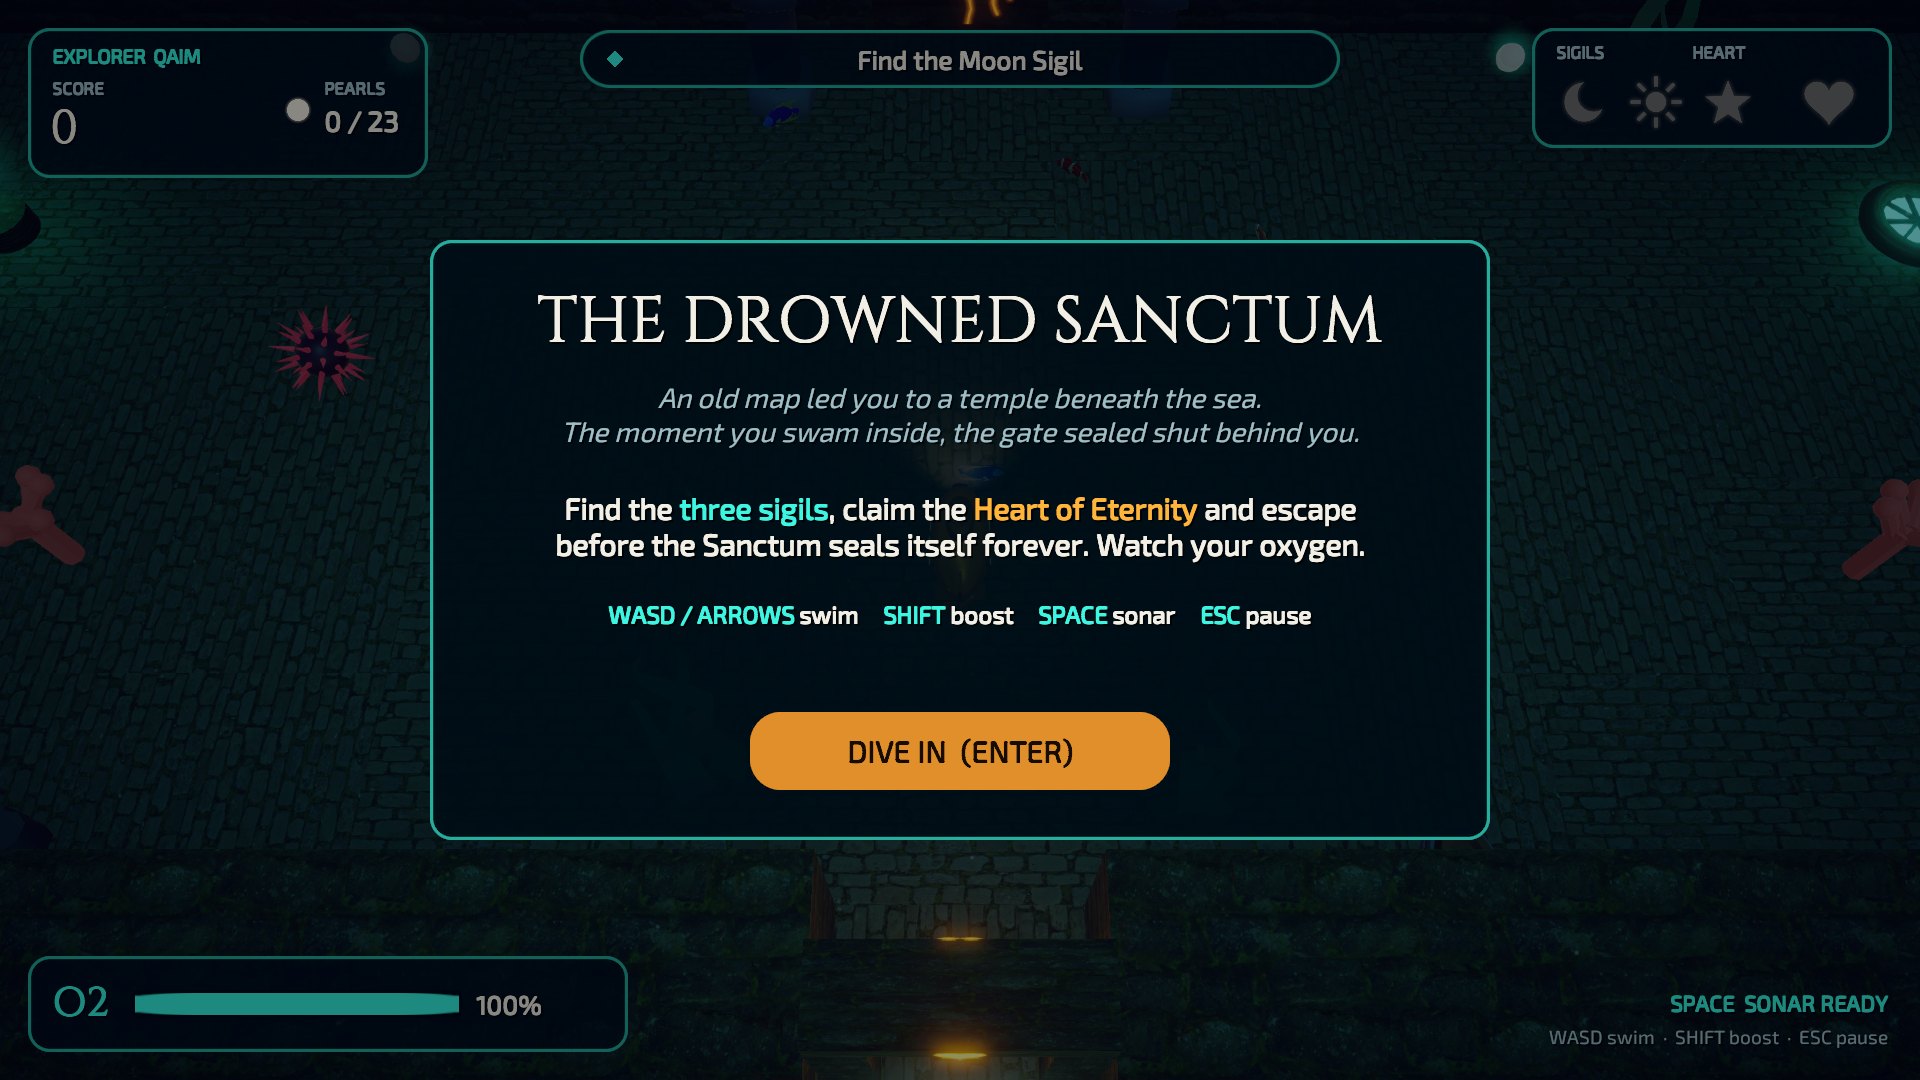 EXPLORER QAIM
SCORE
0
PEARLS
0 / 23
Find the Moon Sigil
SIGILS
HEART
THE DROWNED SANCTUM
An old map led you to a temple beneath the sea.
The moment you swam inside, the gate sealed shut behind you.
Find the three sigils, claim the Heart of Eternity and escape
before the Sanctum seals itself forever. Watch your oxygen.
WASD / ARROWS swim SHIFT boost SPACE sonar ESC pause
DIVE IN (ENTER)
O2
100%
SPACE SONAR READY
WASD swim · SHIFT boost · ESC pause